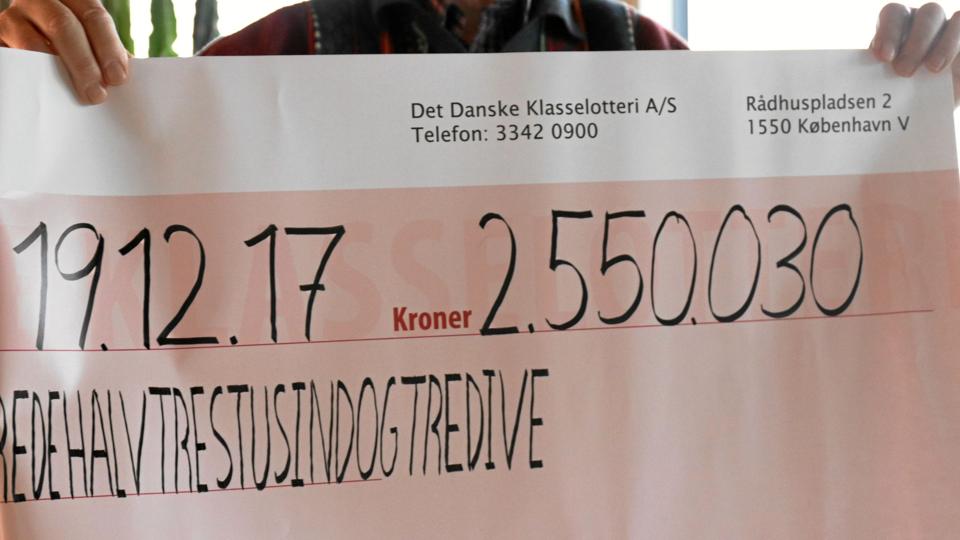 Det Danske Klasselotteri A/S
Telefon: 3342 0900
Rådhuspladsen 2
1550 København V
19.12.17 Kroner 2.550.030
REDEHALVTRESTUSINDOGTREDIVE